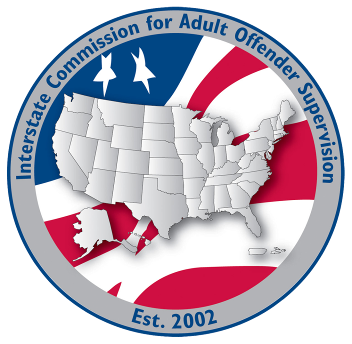 Interstate Commission for Adult Offender Supervision
Est. 2002